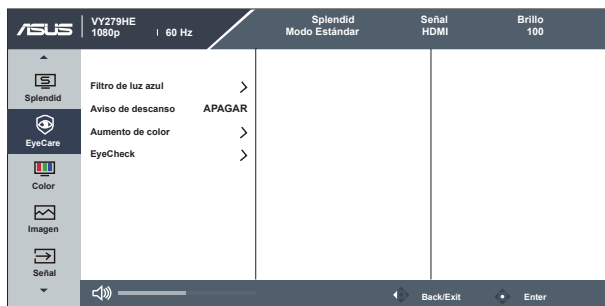 ASUS
VY279HE
1080p 60 Hz
Splendid
Modo Estándar
Señal
HDMI
Brillo
100
Splendid
EyeCare
Color
Imagen
Señal
Filtro de luz azul
Aviso de descanso APAGAR
Aumento de color
EyeCheck
Back/Exit
Enter